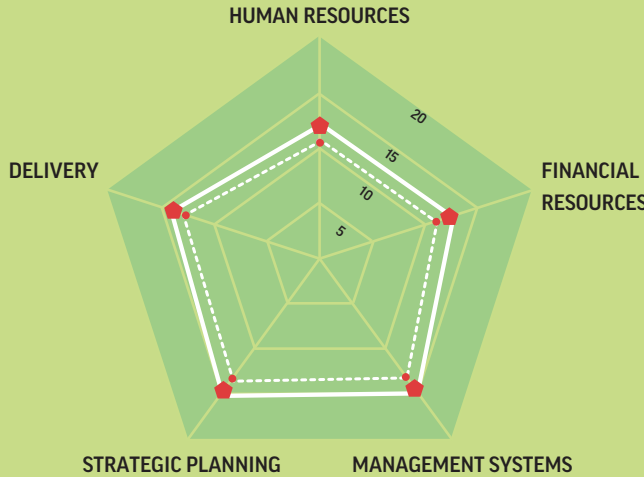 HUMAN RESOURCES
20
15
DELIVERY
FINANCIAL
10
RESOURCES
5
STRATEGIC PLANNING
MANAGEMENT SYSTEMS